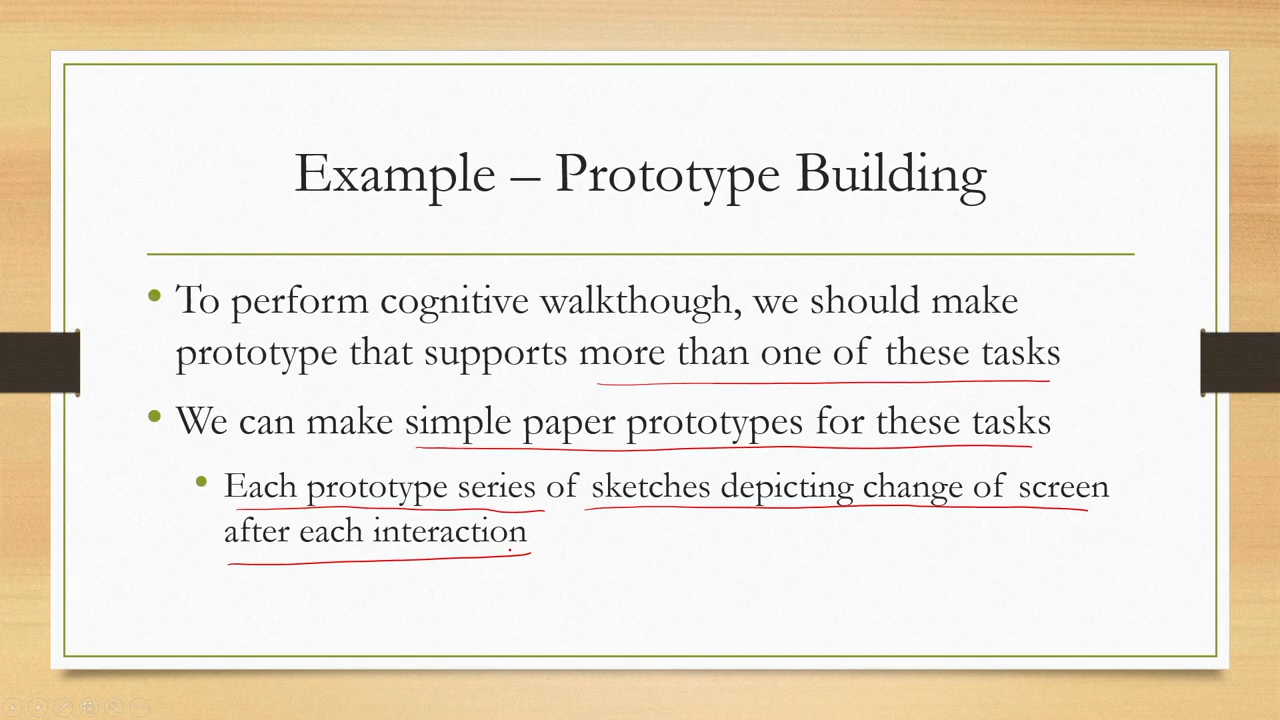 Example – Prototype Building
• To perform cognitive walkthough, we should make
prototype that supports more than one of these tasks
• We can make simple paper prototypes for these tasks
• Each prototype series of sketches depicting change of screen
after each interaction